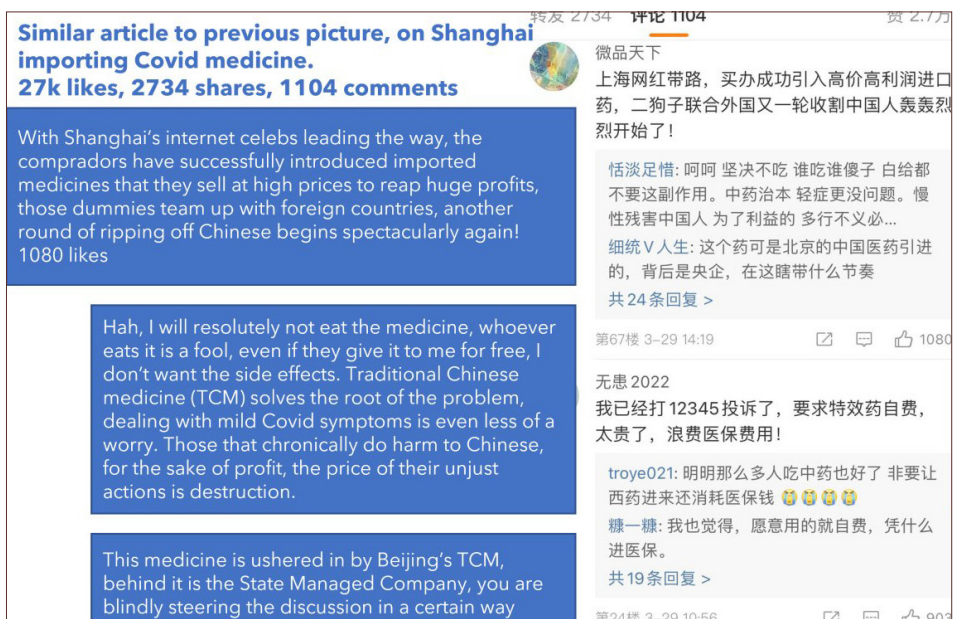 Similar article to previous picture, on Shanghai
importing Covid medicine.
27k likes, 2734 shares, 1104 comments
With Shanghai's internet celebs leading the way, the
compradors have successfully introduced imported
medicines that they sell at high prices to reap huge profits,
those dummies team up with foreign countries, another
round of ripping off Chinese begins spectacularly again!
1080 likes
Hah, I will resolutely not eat the medicine, whoever
eats it is a fool, even if they give it to me for free, I
don't want the side effects. Traditional Chinese
medicine (TCM) solves the root of the problem,
dealing with mild Covid symptoms is even less of a
worry. Those that chronically do harm to Chinese,
for the sake of profit, the price of their unjust
actions is destruction.
This medicine is ushered in by Beijing's TCM,
behind it is the State Managed Company, you are
blindly steering the discussion in a certain way
转发 2734 评论 1104 赞 2.7万
微品天下
上海网红带路，买办成功引入高价高利润进口
药，二狗子联合外国又一轮收割中国人轰轰烈
烈开始了！
恬淡足惜: 呵呵 坚决不吃 谁吃谁傻子 白给都
不要这副作用。中药治本 轻症更没问题。慢
性残害中国人 为了利益的 多行不义必...
细统V人生: 这个药可是北京的中国医药引进
的，背后是央企，在这瞎带什么节奏
共24条回复 >
第67楼 3-29 14:19 1080
无患2022
我已经打12345投诉了，要求特效药自费，
太贵了，浪费医保费用！
troye021: 明明那么多人吃中药也好了 非要让
西药进来还消耗医保钱 😭😭😭😭
糖一糖: 我也觉得，愿意用的就自费，凭什么
进医保。
共19条回复 >
第24楼 3-29 10:56 903